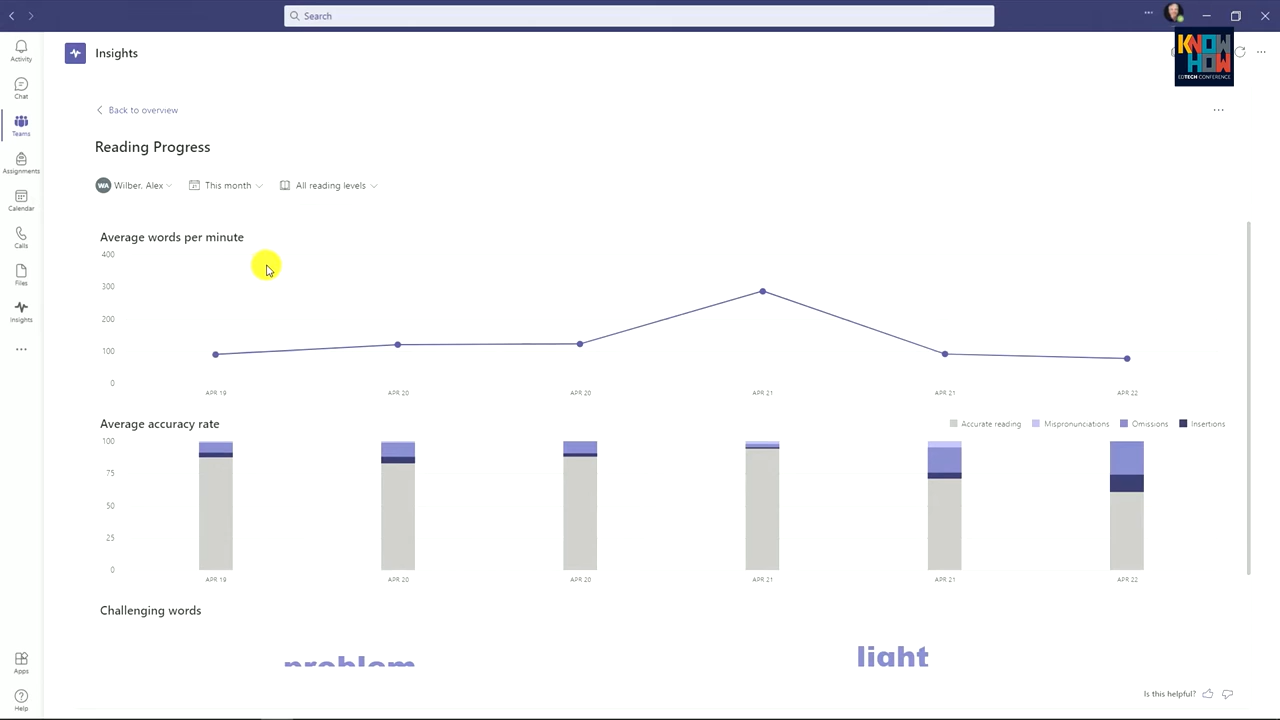 Search
KNOW
HOW
EDTECH CONFERENCE
Activity
Chat
Teams
Assignments
Calendar
Calls
Files
Insights
Apps
Help
Insights
Back to overview
Reading Progress
WA Wilber, Alex This month All reading levels
Average words per minute
400
300
200
100
0
APR 19 APR 20 APR 20 APR 21 APR 21 APR 22
Average accuracy rate Accurate reading Mispronunciations Omissions Insertions
100
75
50
25
0
APR 19 APR 20 APR 20 APR 21 APR 21 APR 22
Challenging words
problem light
Is this helpful?